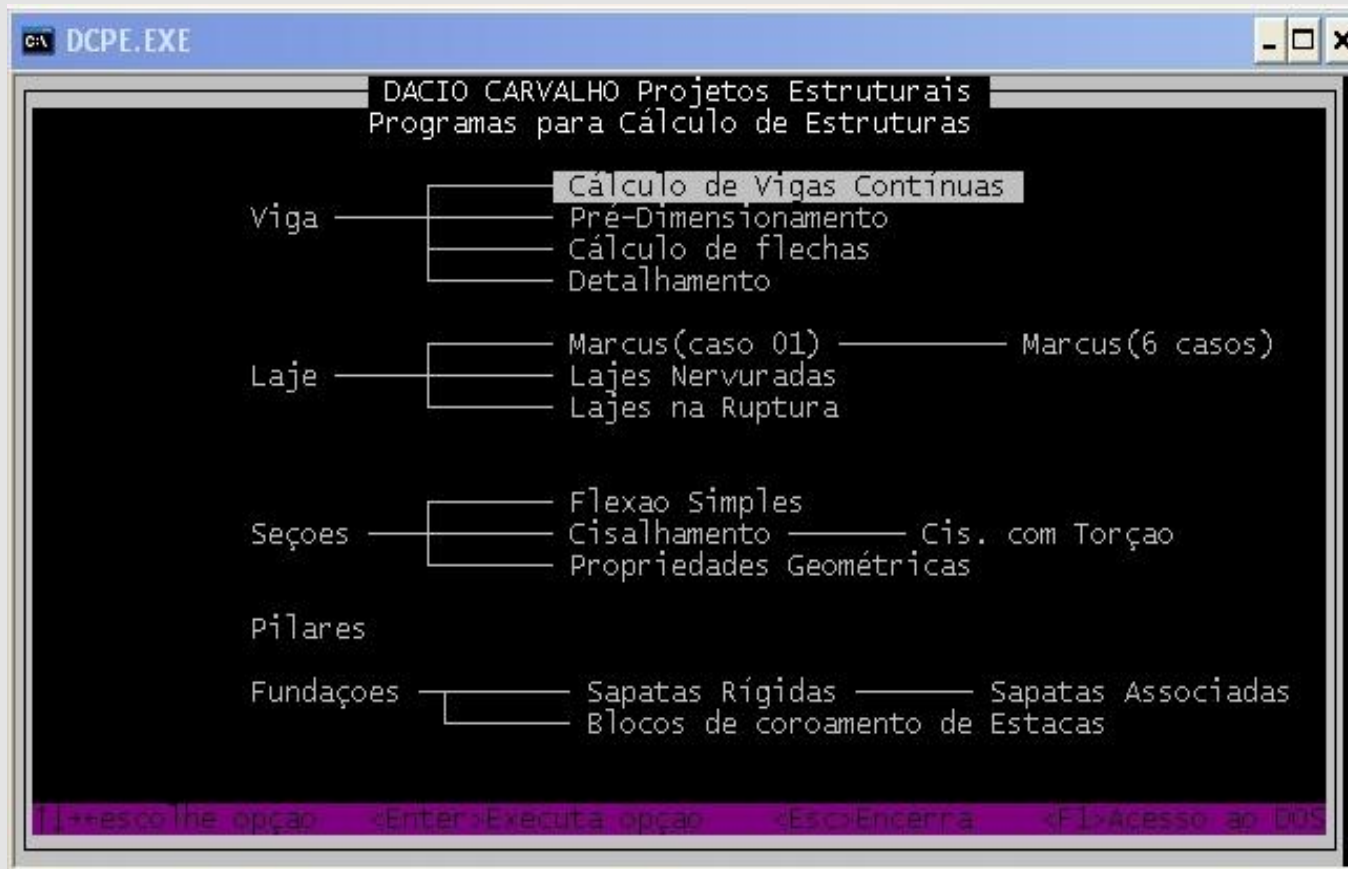 DCPE.EXE
DACIO CARVALHO Projetos Estruturais
Programas para Cálculo de Estruturas
Viga
Cálculo de Vigas Contínuas
Pré-Dimensionamento
Cálculo de flechas
Detalhamento
Laje
Marcus(caso 01) Marcus(6 casos)
Lajes Nervuradas
Lajes na Ruptura
Seçoes
Flexao Simples
Cisalhamento Cis. com Torçao
Propriedades Geométricas
Pilares
Fundaçoes Sapatas Rígidas Sapatas Associadas
Blocos de coroamento de Estacas
escolhe opçao <Enter>Executa opçao <Esc>Encerra <F1>Acesso ao DOS